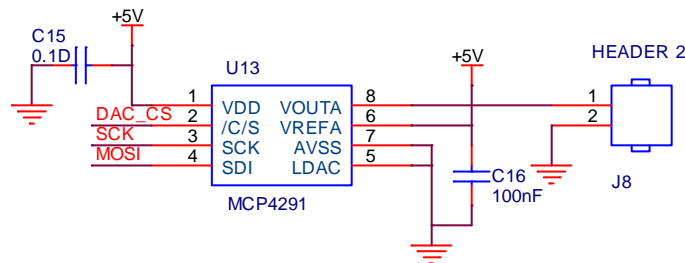 +5V
C15
0.1D
+5V
HEADER 2
U13
1 VDD VOUTA 8
DAC_CS 2 /C/S VREFA 6
SCK 3 SCK AVSS 7
MOSI 4 SDI LDAC 5
1
2
C16
100nF
J8
MCP4291